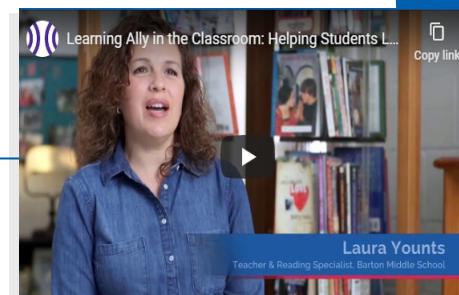 Learning Ally in the Classroom: Helping Students L...
Copy link
Laura Younts
Teacher & Reading Specialist, Barton Middle School